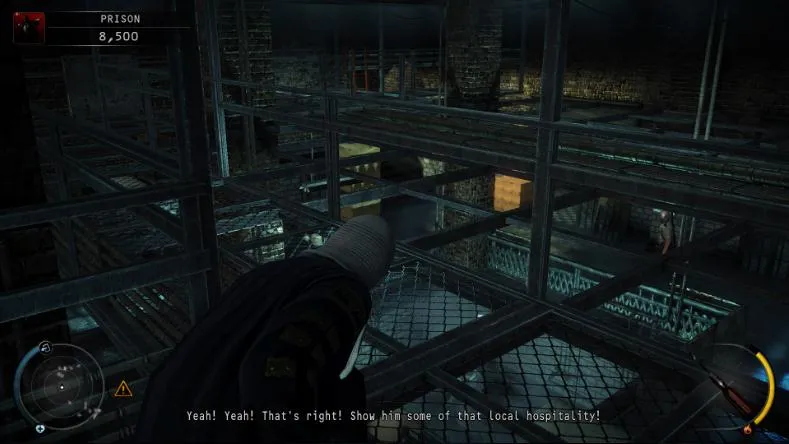 PRISON
8,500
Yeah! Yeah! That's right! Show him some of that local hospitality!